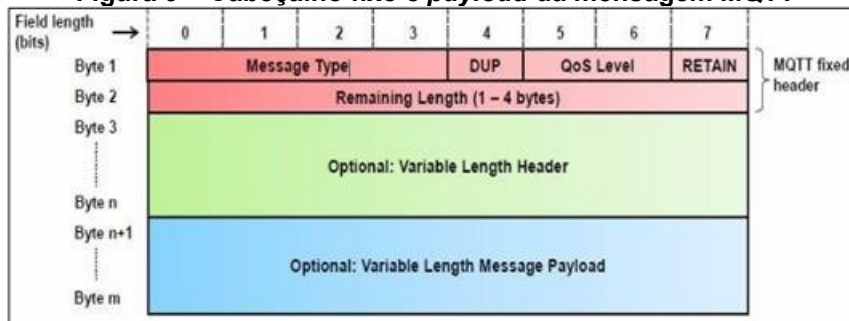 Field length
(bits)
0 1 2 3 4 5 6 7
Byte 1 Message Type DUP QoS Level RETAIN MQTT fixed
header
Byte 2 Remaining Length (1 – 4 bytes)
Byte 3
Optional: Variable Length Header
Byte n
Byte n+1
Optional: Variable Length Message Payload
Byte m